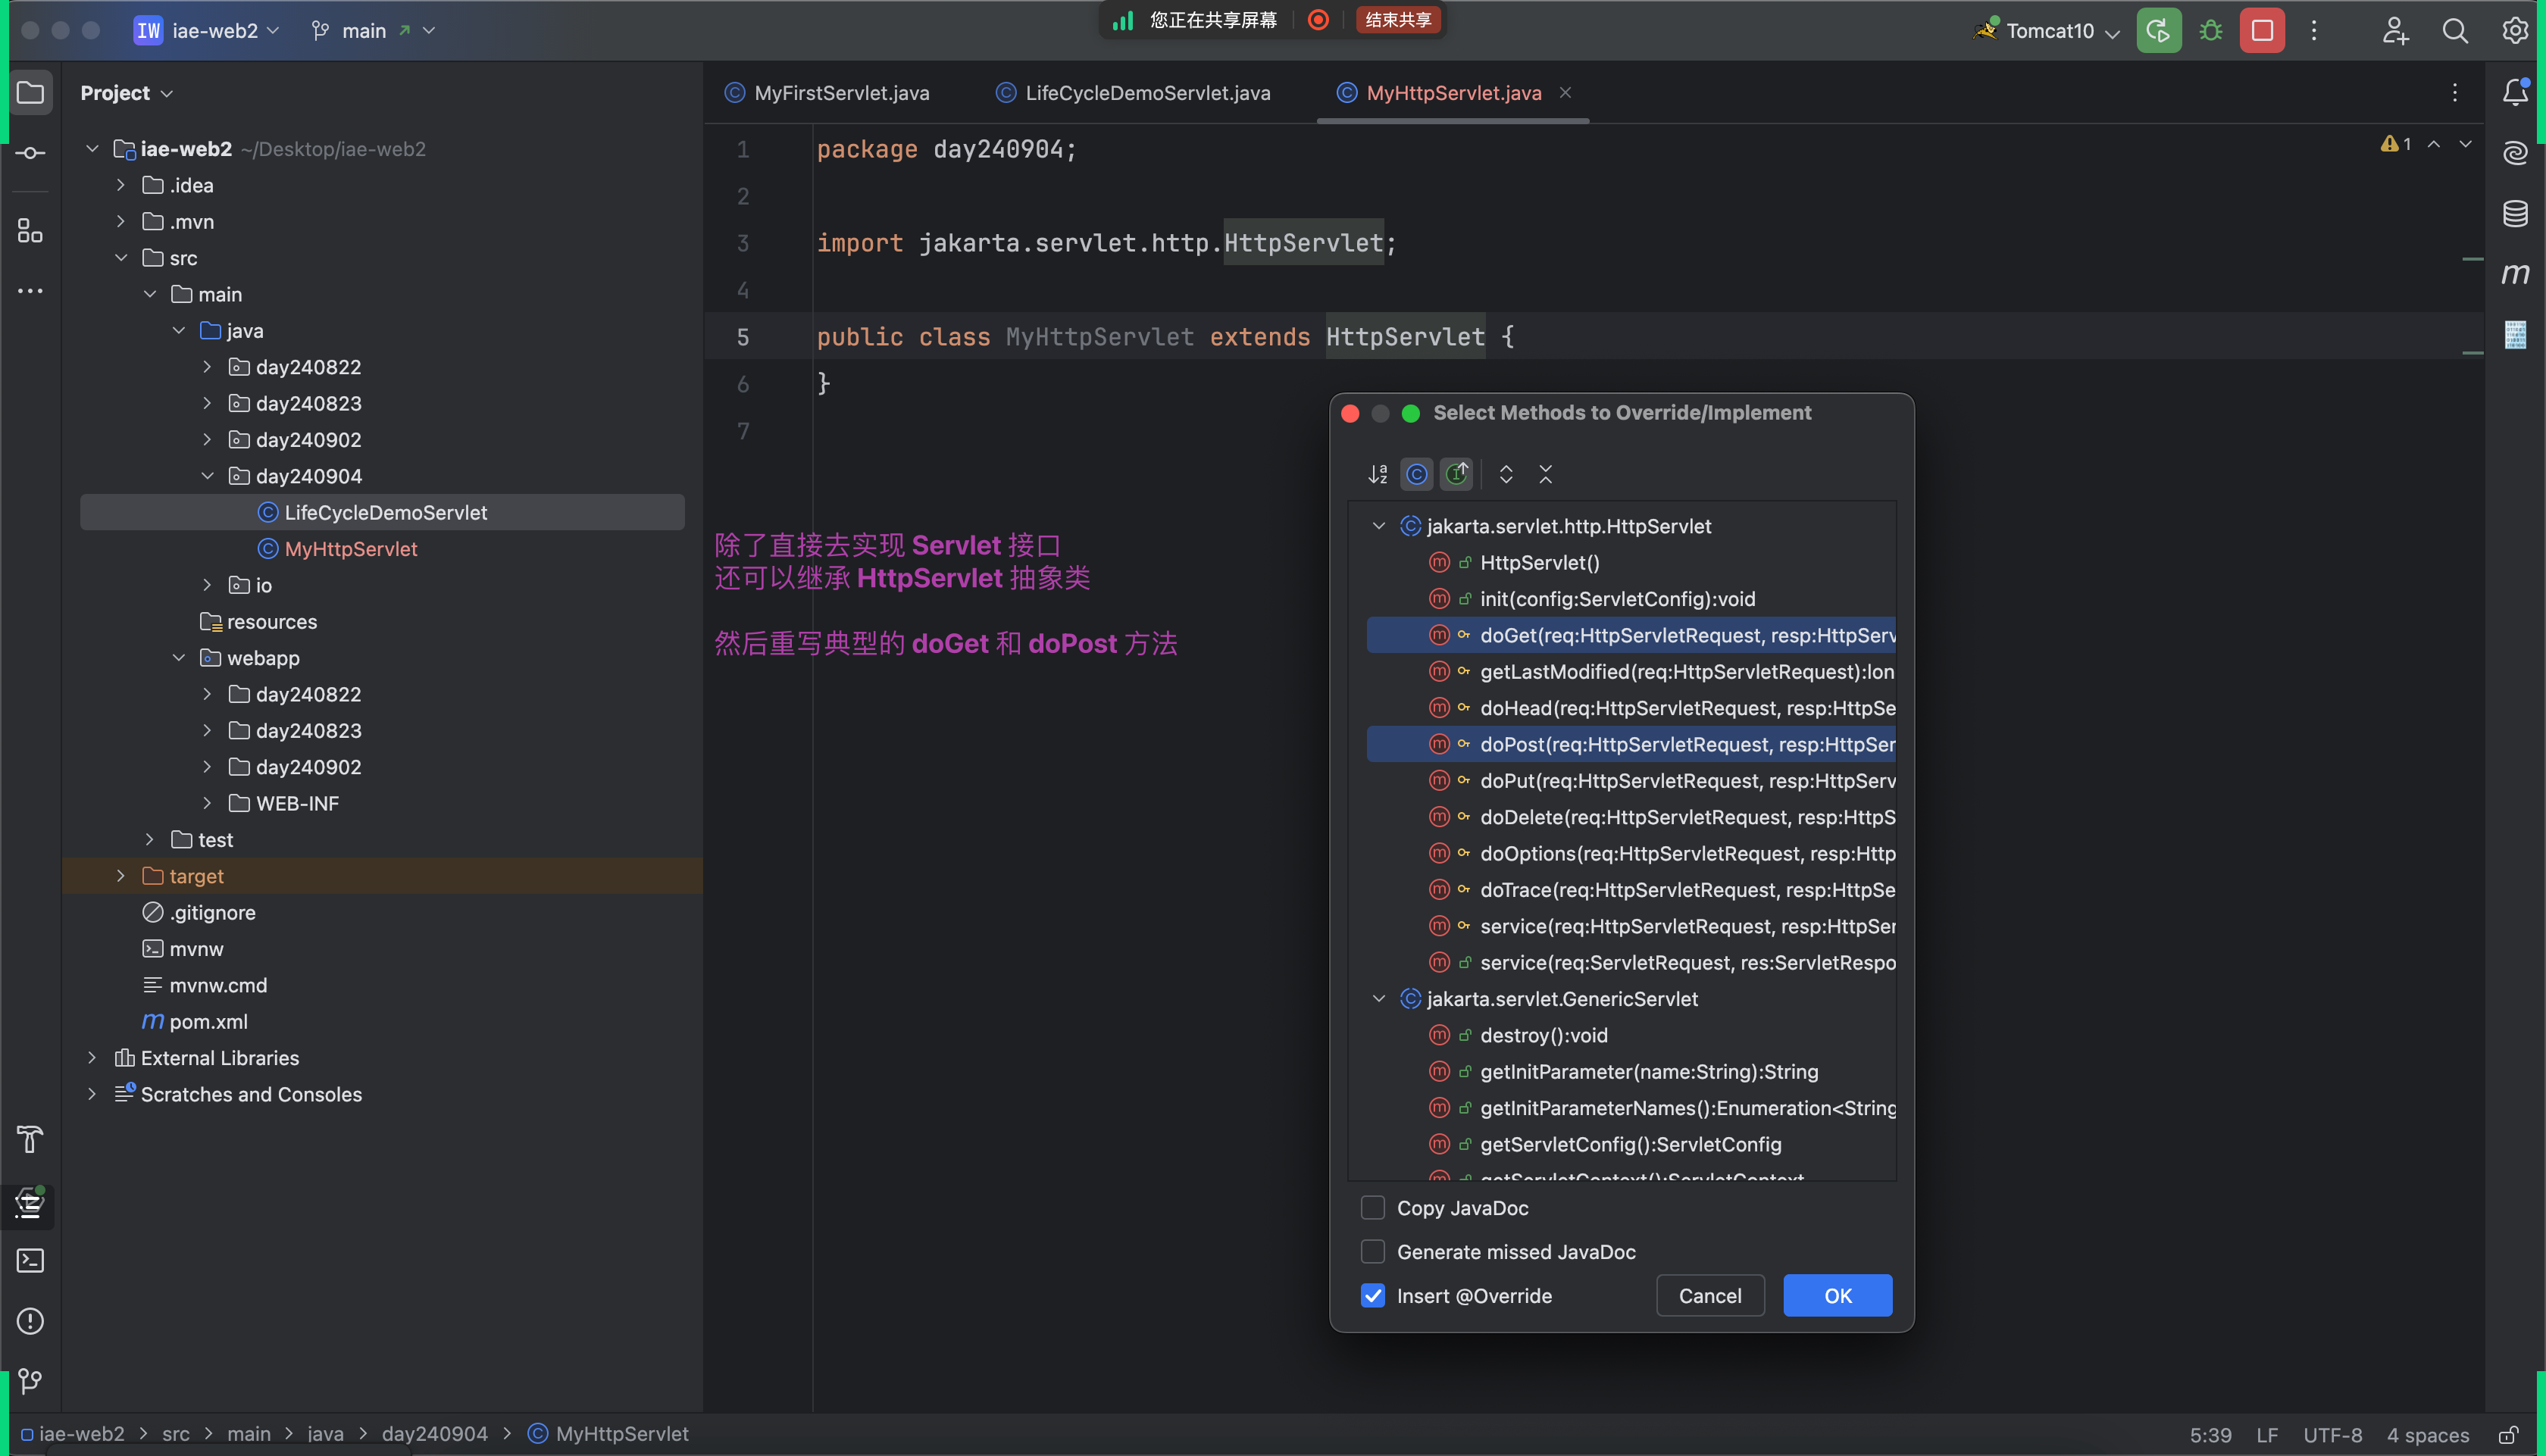 您正在共享屏幕
结束共享
IW iae-web2
main
Tomcat10
Project
MyFirstServlet.java
LifeCycleDemoServlet.java
MyHttpServlet.java
iae-web2 ~/Desktop/iae-web2
.idea
.mvn
src
main
java
day240822
day240823
day240902
day240904
LifeCycleDemoServlet
MyHttpServlet
io
resources
webapp
day240822
day240823
day240902
WEB-INF
test
target
.gitignore
mvnw
mvnw.cmd
pom.xml
External Libraries
Scratches and Consoles
1 package day240904;
2
3 import jakarta.servlet.http.HttpServlet;
4
5 public class MyHttpServlet extends HttpServlet {
6 }
7
1
除了直接去实现 Servlet 接口
还可以继承 HttpServlet 抽象类
然后重写典型的 doGet 和 doPost 方法
Select Methods to Override/Implement
jakarta.servlet.http.HttpServlet
HttpServlet()
init(config:ServletConfig):void
doGet(req:HttpServletRequest, resp:HttpServ
getLastModified(req:HttpServletRequest):lon
doHead(req:HttpServletRequest, resp:HttpSe
doPost(req:HttpServletRequest, resp:HttpSer
doPut(req:HttpServletRequest, resp:HttpServ
doDelete(req:HttpServletRequest, resp:HttpS
doOptions(req:HttpServletRequest, resp:Http
doTrace(req:HttpServletRequest, resp:HttpSe
service(req:HttpServletRequest, resp:HttpSer
service(req:ServletRequest, res:ServletRespo
jakarta.servlet.GenericServlet
destroy():void
getInitParameter(name:String):String
getInitParameterNames():Enumeration<String
getServletConfig():ServletConfig
getServletContext():ServletContext
Copy JavaDoc
Generate missed JavaDoc
Insert @Override
Cancel
OK
iae-web2 > src > main > java > day240904 > MyHttpServlet
5:39 LF UTF-8 4 spaces